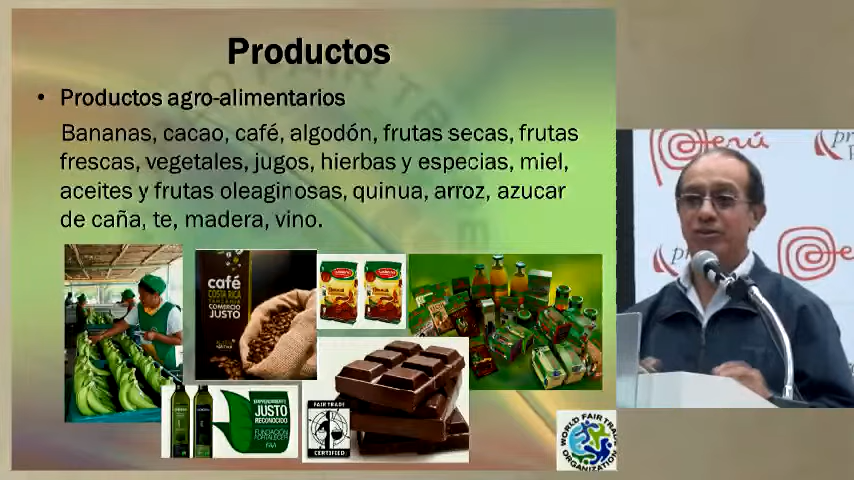 Productos
• Productos agro-alimentarios
Bananas, cacao, café, algodón, frutas secas, frutas
frescas, vegetales, jugos, hierbas y especias, miel,
aceites y frutas oleaginosas, quinua, arroz, azucar
de caña, te, madera, vino.
café
COSTA RICA
COMERCIO
JUSTO
JUSTO
RECONOCIDO
FUNDACIÓN
FAIR TRADE
CERTIFIED
WORLD FAIR TRADE
ORGANIZATION
Perú